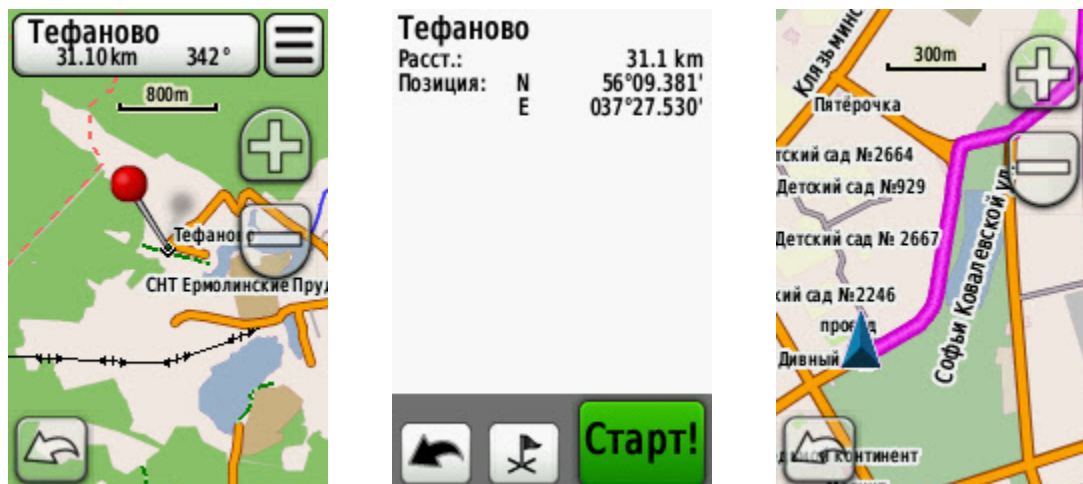 Тефаново
31.10 km 342°
800m
Тефаново
СНТ Ермолинские Пруд
Тефаново
Расст.: 31.1 km
Позиция: N 56°09.381'
E 037°27.530'
Старт!
300m
Клязьминс
Пятёрочка
тский сад №2664
Детский сад №929
Детский сад № 2667
Софьи Ковалевской ул.
кий сад №2246
проезд
Дивный
континент